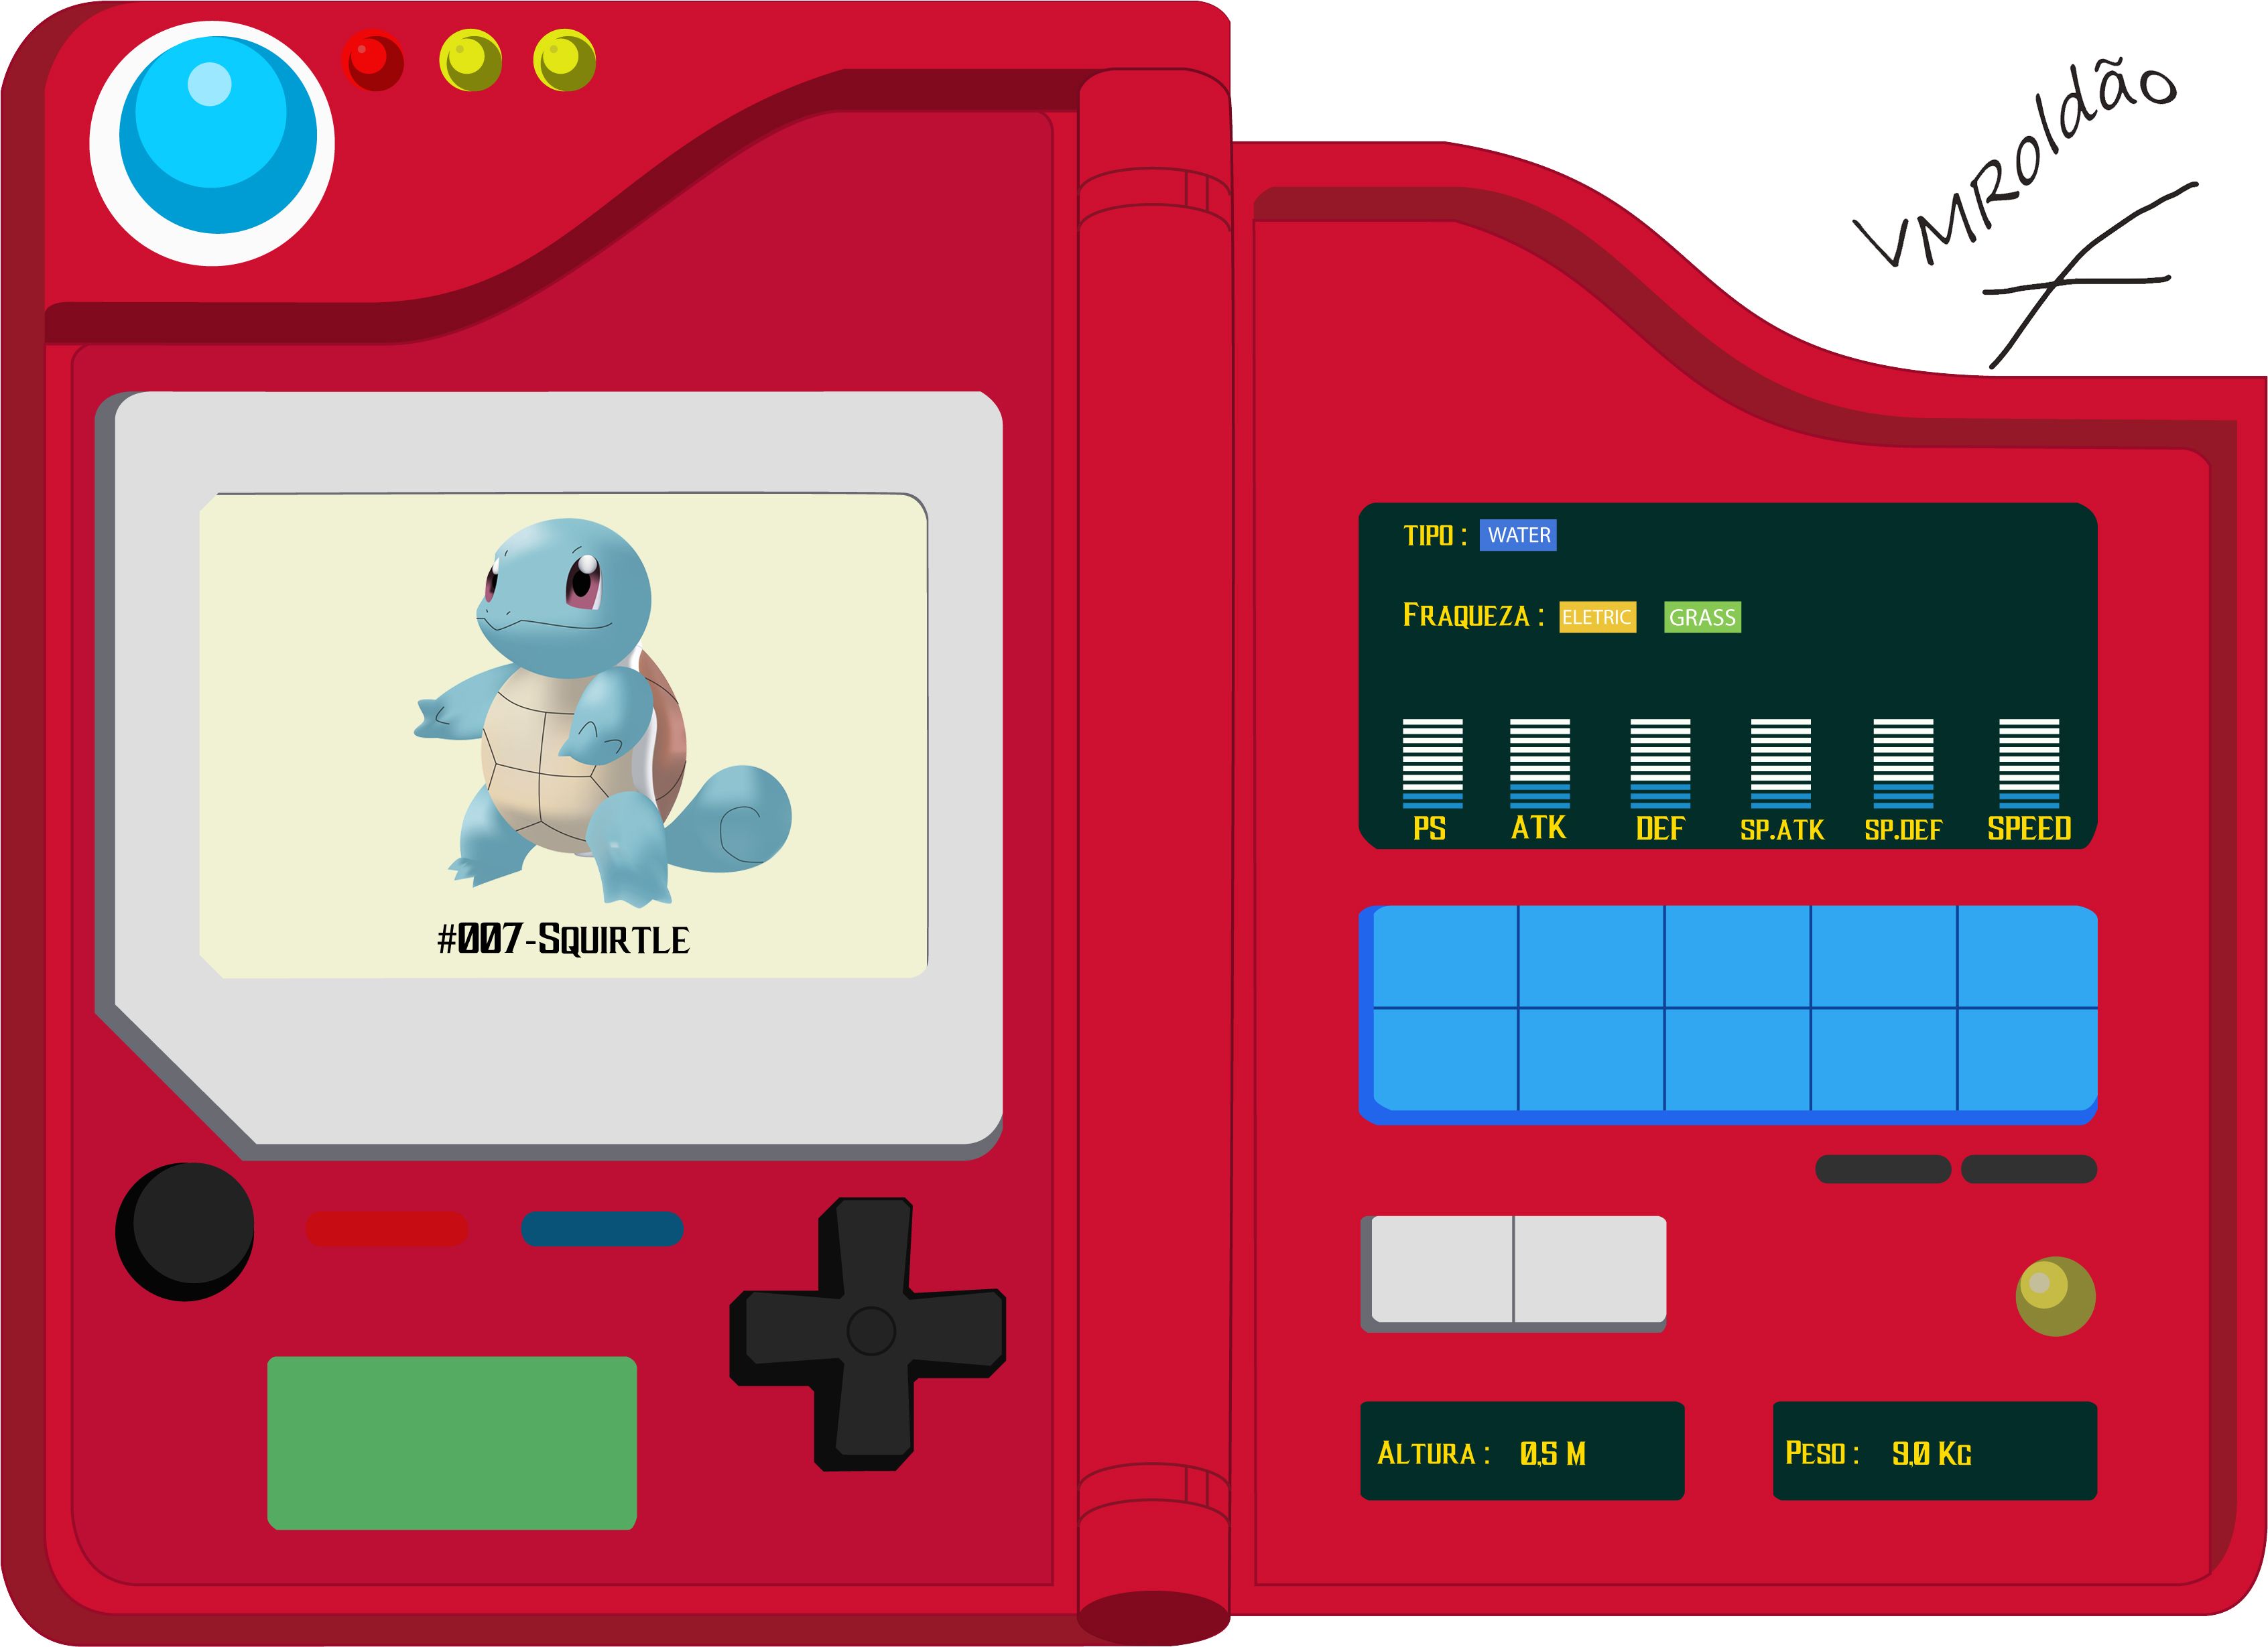 VMRoldão
#007-Squirtle
Tipo : WATER
Fraqueza : ELETRIC GRASS
PS ATK DEF SP.ATK SP.DEF SPEED
Altura : 0,5 M
Peso : 9,0 Kg